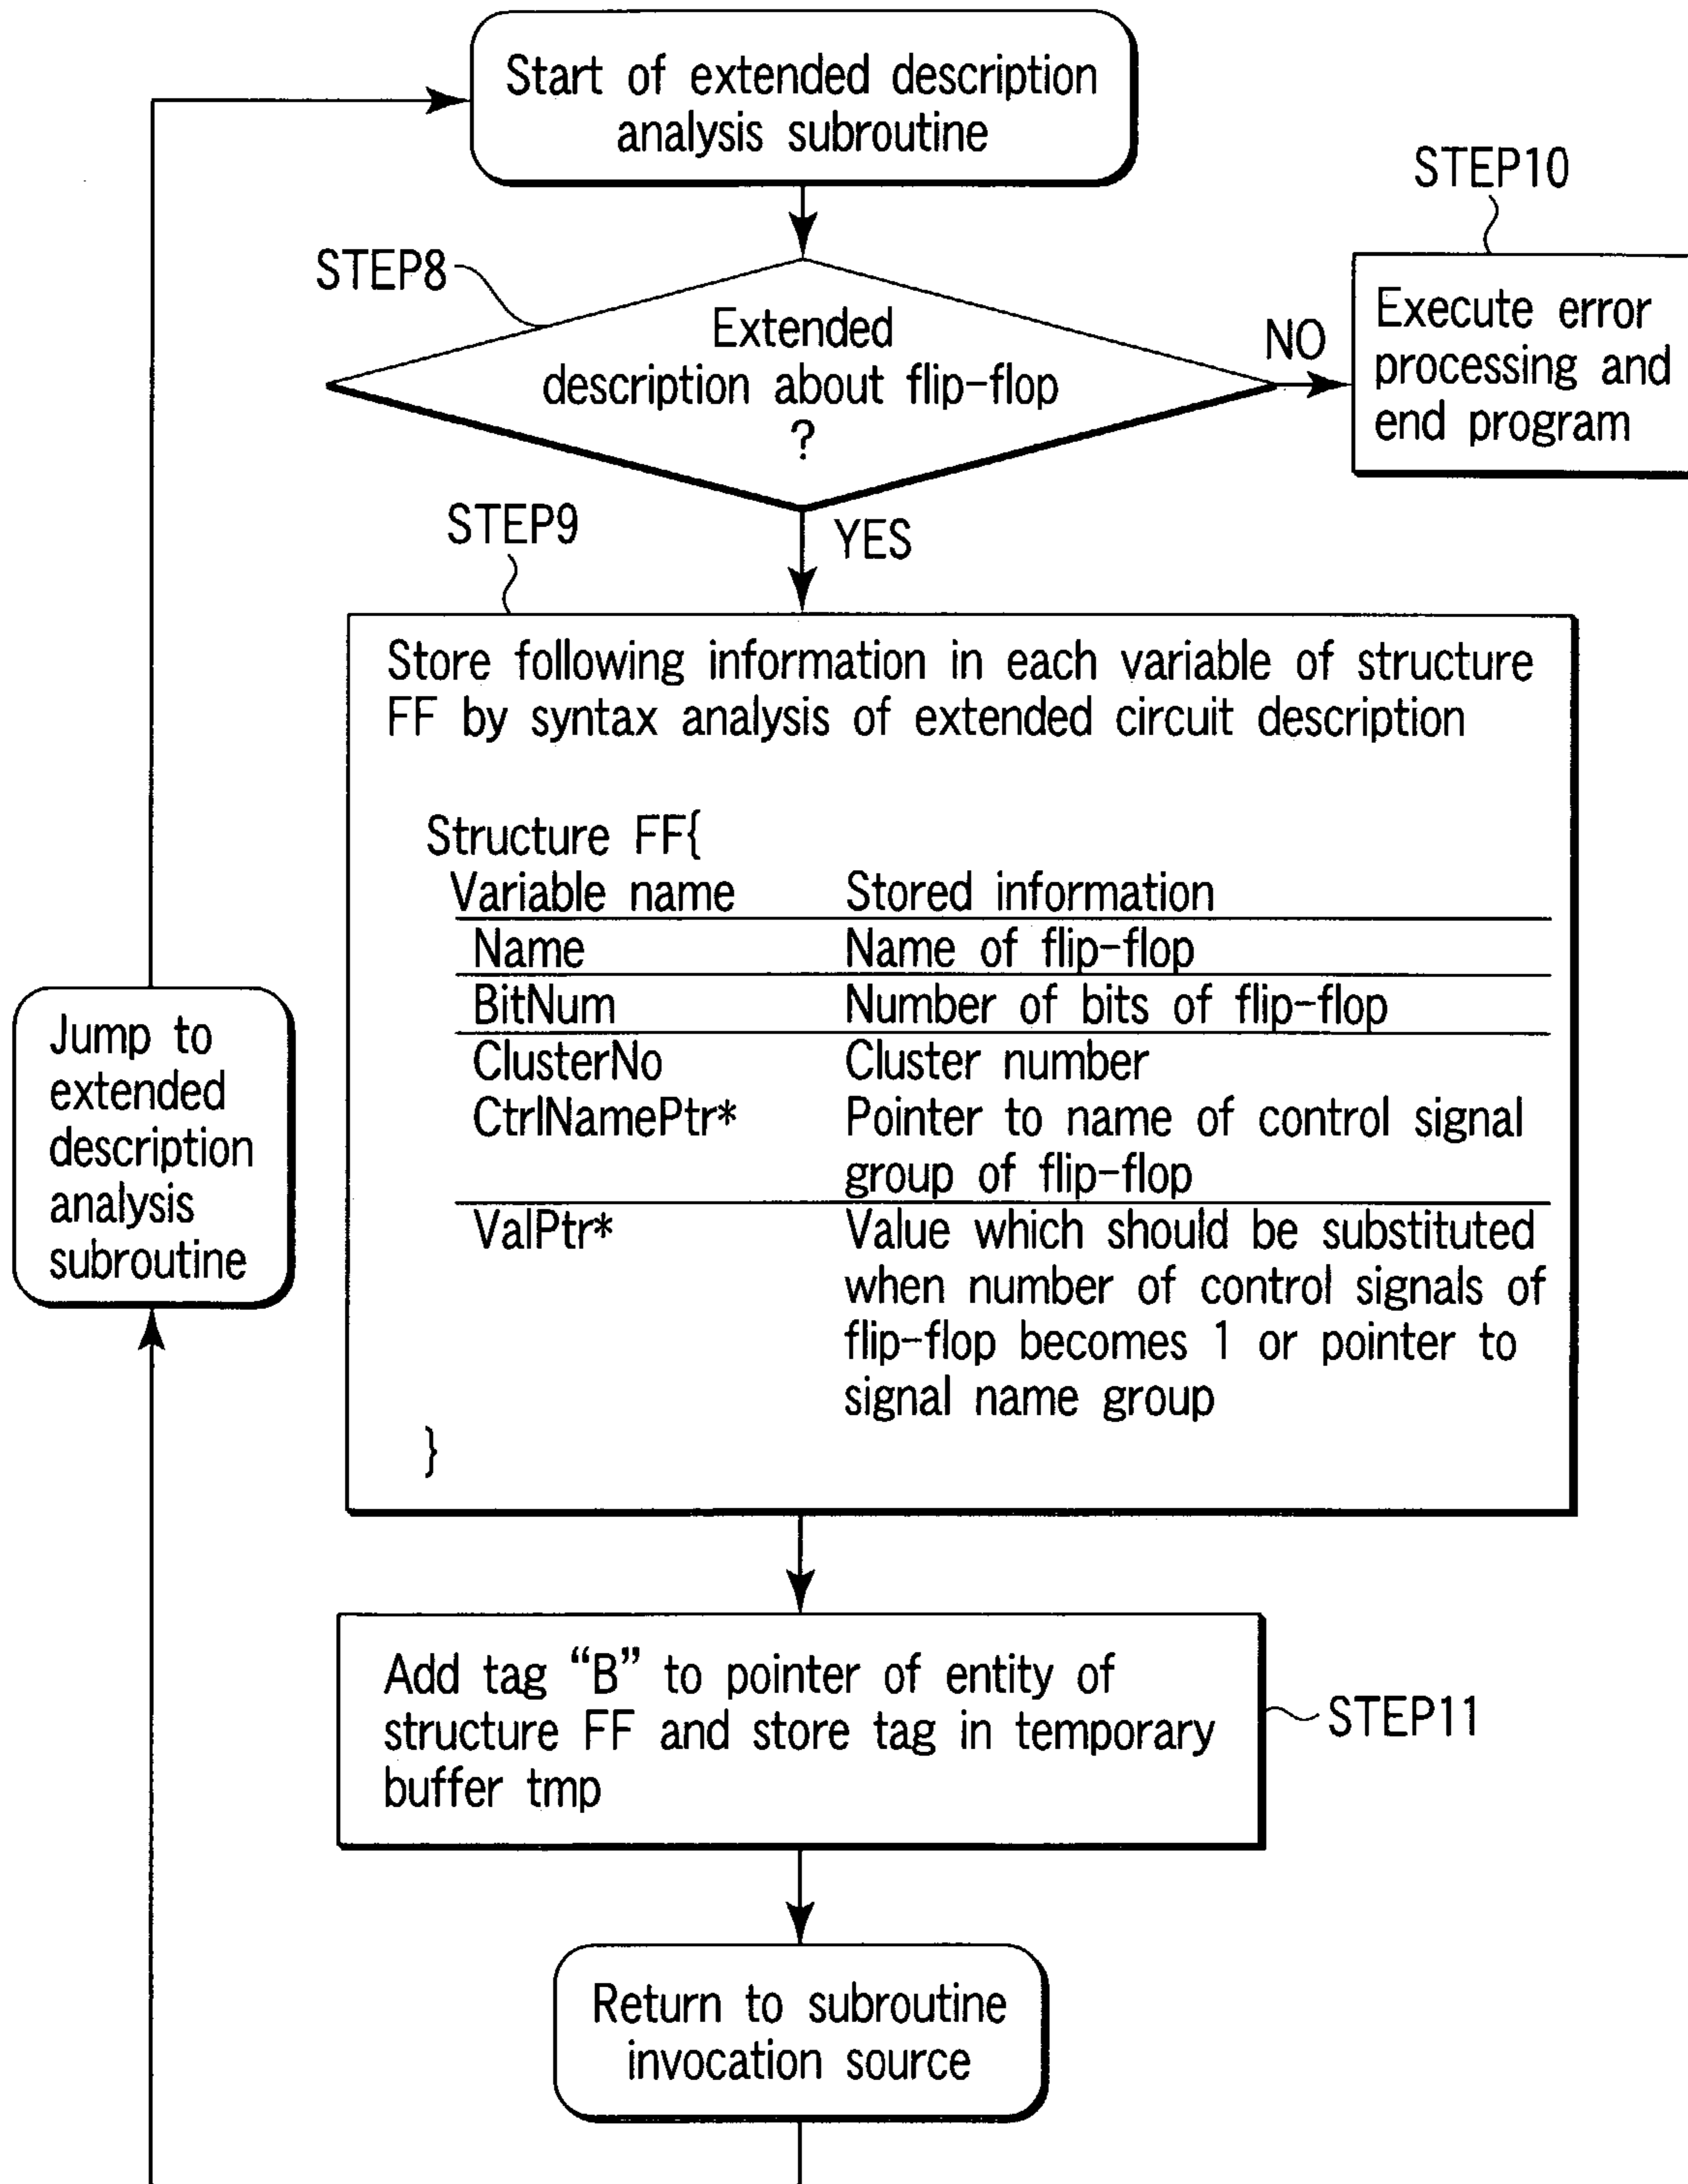 Start of extended description
analysis subroutine
STEP10
STEP8
Extended
description about flip-flop
?
NO
Execute error
processing and
end program
STEP9
YES
Store following information in each variable of structure
FF by syntax analysis of extended circuit description
Structure FF{
Variable name Stored information
Name Name of flip-flop
BitNum Number of bits of flip-flop
ClusterNo Cluster number
CtrlNamePtr* Pointer to name of control signal
group of flip-flop
ValPtr* Value which should be substituted
when number of control signals of
flip-flop becomes 1 or pointer to
signal name group
}
Jump to
extended
description
analysis
subroutine
Add tag “B” to pointer of entity of
structure FF and store tag in temporary
buffer tmp
STEP11
Return to subroutine
invocation source